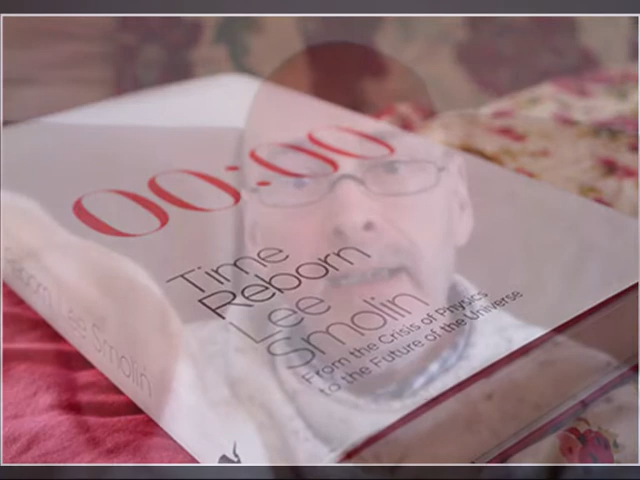 00:00
Time
Reborn
Lee
Smolin
From the Crisis of Physics
to the Future of the Universe
Reborn Lee Smolin